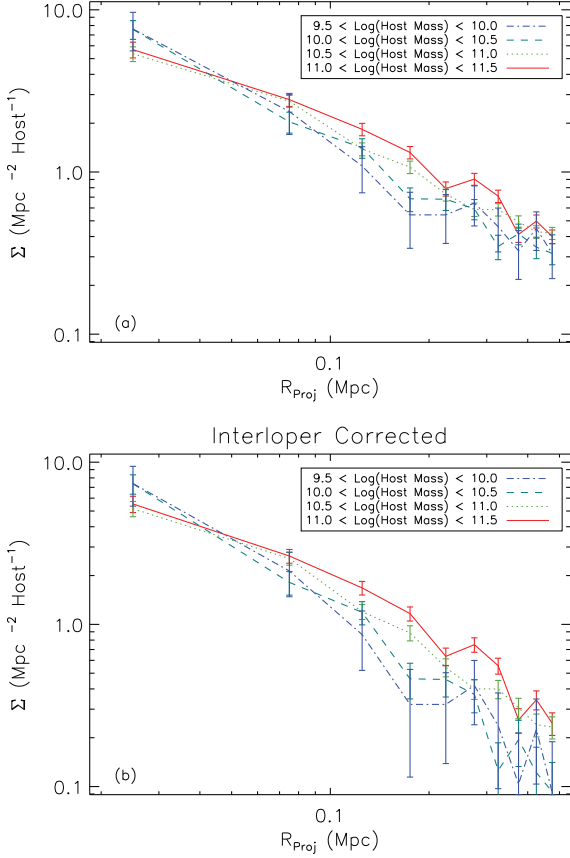 10.0
1.0
0.1
Σ (Mpc⁻² Host⁻¹)
9.5 < Log(Host Mass) < 10.0
10.0 < Log(Host Mass) < 10.5
10.5 < Log(Host Mass) < 11.0
11.0 < Log(Host Mass) < 11.5
(a)
0.1
R_Proj (Mpc)
Interloper Corrected
10.0
1.0
0.1
Σ (Mpc⁻² Host⁻¹)
9.5 < Log(Host Mass) < 10.0
10.0 < Log(Host Mass) < 10.5
10.5 < Log(Host Mass) < 11.0
11.0 < Log(Host Mass) < 11.5
(b)
0.1
R_Proj (Mpc)